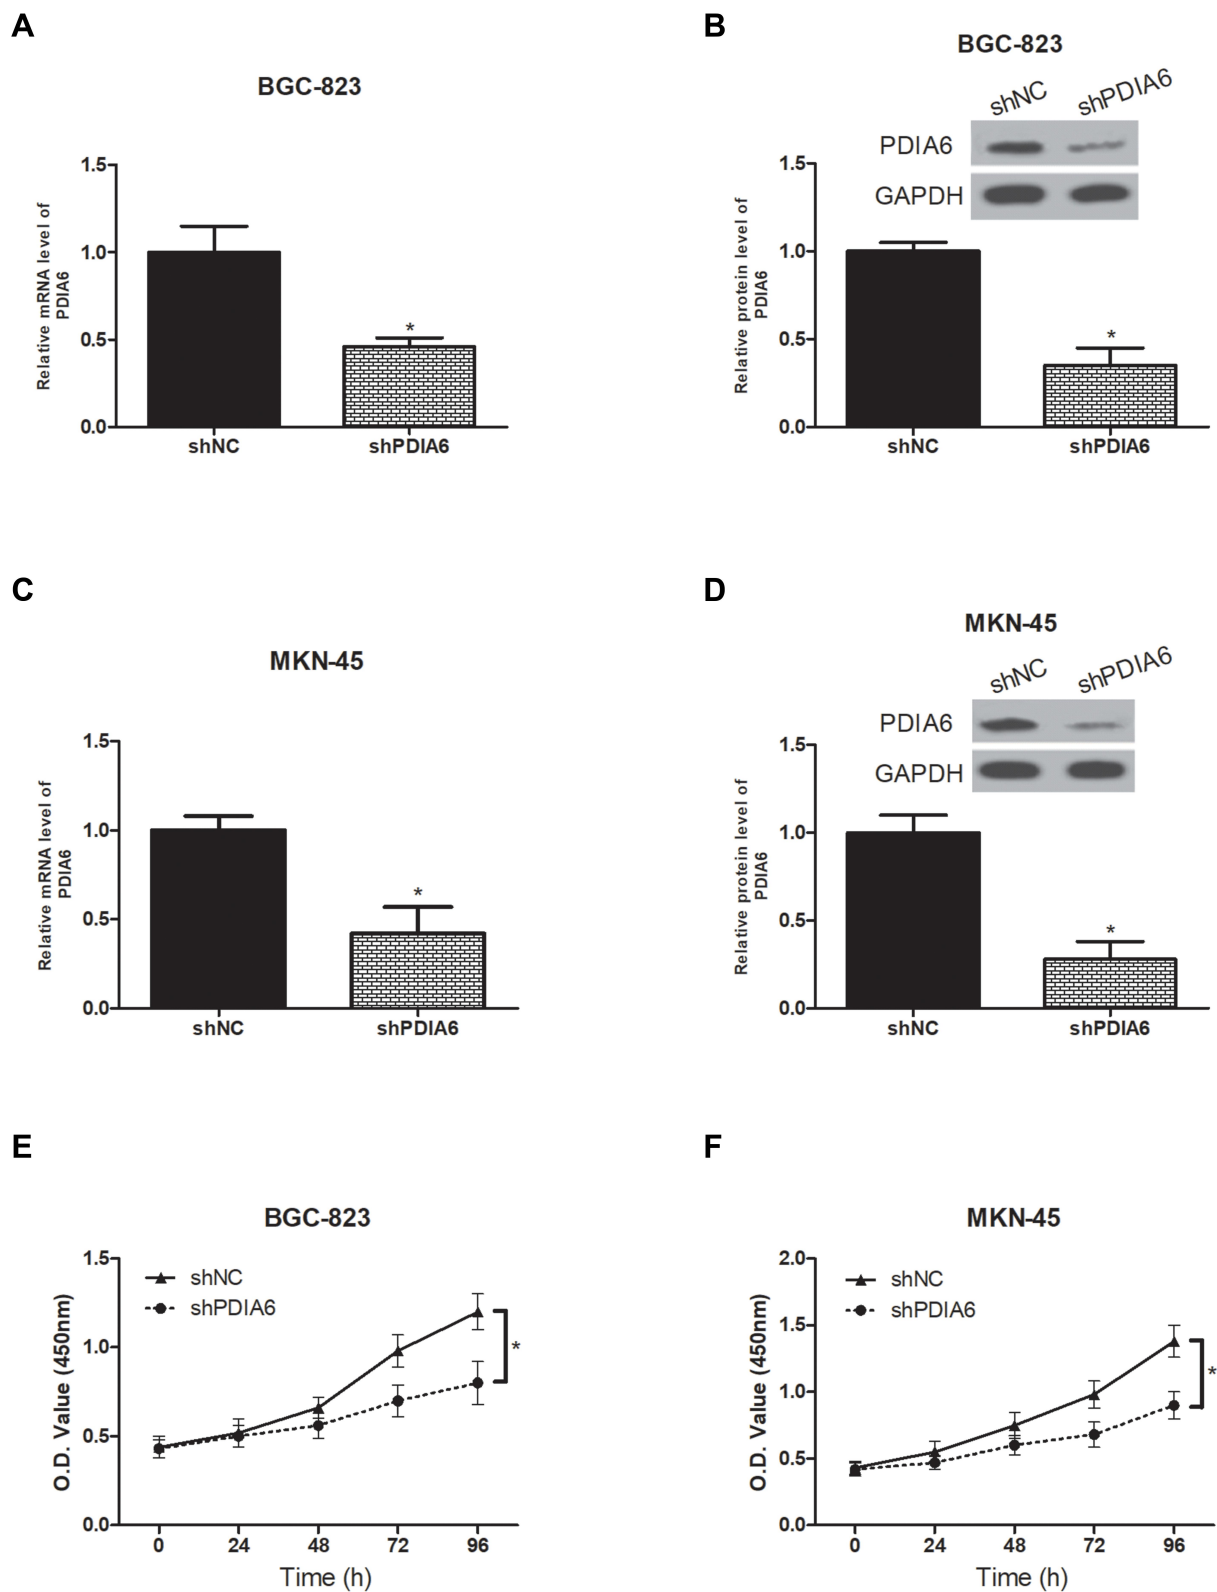 A
BGC-823
Relative mRNA level of
PDIA6
1.5
1.0
0.5
0.0
*
shNC
shPDIA6
B
BGC-823
shNC
shPDIA6
PDIA6
GAPDH
Relative protein level of
PDIA6
1.5
1.0
0.5
0.0
*
shNC
shPDIA6
C
MKN-45
Relative mRNA level of
PDIA6
1.5
1.0
0.5
0.0
*
shNC
shPDIA6
D
MKN-45
shNC
shPDIA6
PDIA6
GAPDH
Relative protein level of
PDIA6
1.5
1.0
0.5
0.0
*
shNC
shPDIA6
E
BGC-823
O.D. Value (450nm)
1.5
1.0
0.5
0.0
shNC
shPDIA6
*
0 24 48 72 96
Time (h)
F
MKN-45
O.D. Value (450nm)
2.0
1.5
1.0
0.5
0.0
shNC
shPDIA6
*
0 24 48 72 96
Time (h)